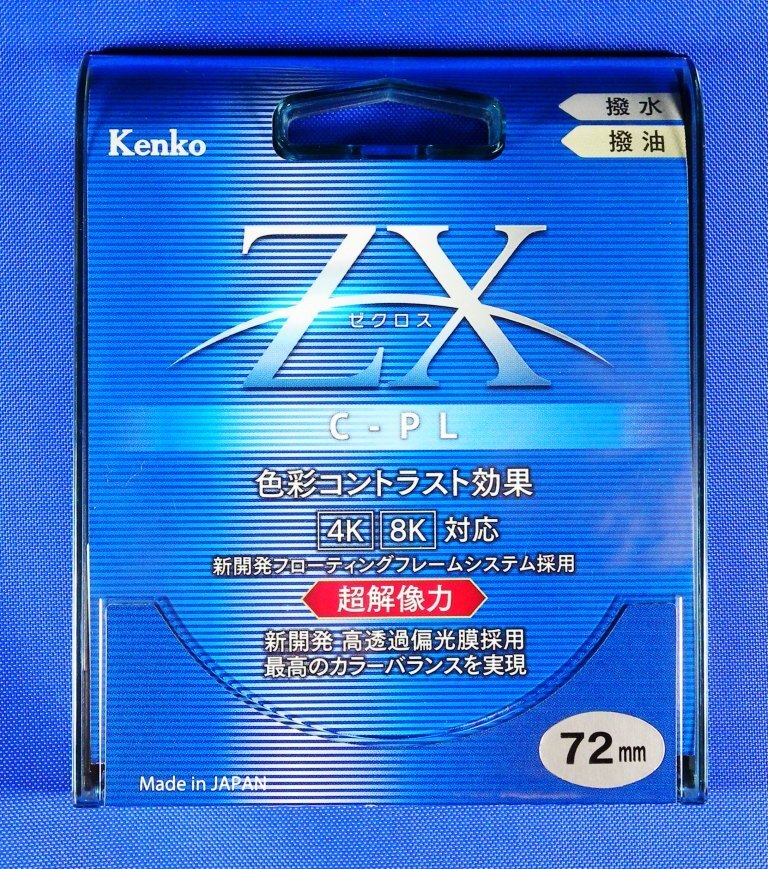 撥水
Kenko
撥油
ZX
ゼクロス
C-PL
色彩コントラスト効果
4K 8K 対応
新開発フローティングフレームシステム採用
超解像力
新開発 高透過偏光膜採用
最高のカラーバランスを実現
72mm
Made in JAPAN